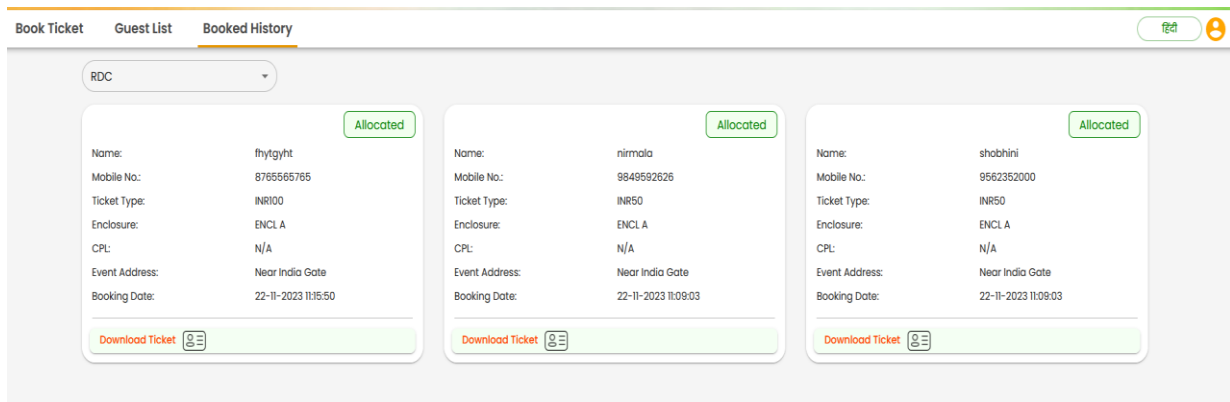 Book Ticket Guest List Booked History हिंदी
RDC
Allocated
Name: fhytgyht
Mobile No.: 8765565765
Ticket Type: INR100
Enclosure: ENCL A
CPL: N/A
Event Address: Near India Gate
Booking Date: 22-11-2023 11:15:50
Download Ticket
Allocated
Name: nirmala
Mobile No.: 9849592626
Ticket Type: INR50
Enclosure: ENCL A
CPL: N/A
Event Address: Near India Gate
Booking Date: 22-11-2023 11:09:03
Download Ticket
Allocated
Name: shobhini
Mobile No.: 9562352000
Ticket Type: INR50
Enclosure: ENCL A
CPL: N/A
Event Address: Near India Gate
Booking Date: 22-11-2023 11:09:03
Download Ticket